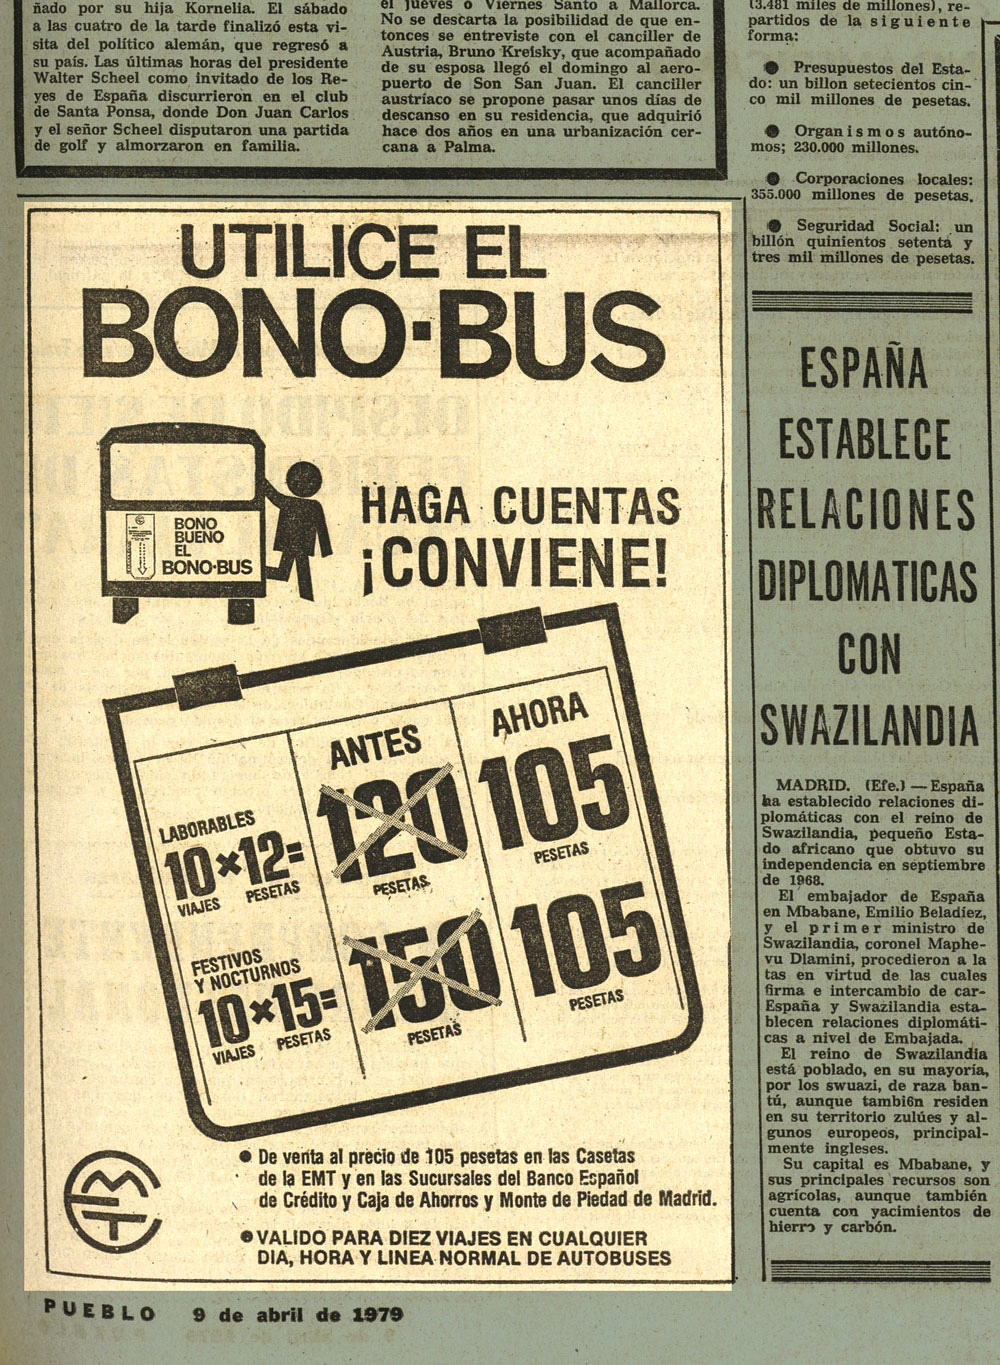 ñado por su hija Kornelia. El sábado
a las cuatro de la tarde finalizó esta vi-
sita del político alemán, que regresó a
su país. Las últimas horas del presidente
Walter Scheel como invitado de los Re-
yes de España discurrieron en el club
de Santa Ponsa, donde Don Juan Carlos
y el señor Scheel disputaron una partida
de golf y almorzaron en familia.
el Jueves o Viernes Santo a Mallorca.
No se descarta la posibilidad de que en-
tonces se entreviste con el canciller de
Austria, Bruno Kreisky, que acompañado
de su esposa llegó el domingo al aero-
puerto de Son San Juan. El canciller
austríaco se propone pasar unos días de
descanso en su residencia, que adquirió
hace dos años en una urbanización cer-
cana a Palma.
(3.481 miles de millones), re-
partidos de la siguiente
forma:
● Presupuestos del Esta-
do: un billon setecientos cin-
co mil millones de pesetas.
● Organismos autóno-
mos; 230.000 millones.
● Corporaciones locales:
355.000 millones de pesetas.
● Seguridad Social: un
billón quinientos setenta y
tres mil millones de pesetas.
UTILICE EL
BONO·BUS
BONO
BUENO
EL
BONO·BUS
HAGA CUENTAS
¡CONVIENE!
ANTES
AHORA
LABORABLES
10×12=
VIAJES PESETAS
120
PESETAS
105
PESETAS
FESTIVOS
Y NOCTURNOS
10×15=
VIAJES PESETAS
150
PESETAS
105
PESETAS
● De venta al precio de 105 pesetas en las Casetas
de la EMT y en las Sucursales del Banco Español
de Crédito y Caja de Ahorros y Monte de Piedad de Madrid.
● VALIDO PARA DIEZ VIAJES EN CUALQUIER
DIA, HORA Y LINEA NORMAL DE AUTOBUSES
EMT
ESPAÑA
ESTABLECE
RELACIONES
DIPLOMATICAS
CON
SWAZILANDIA
MADRID. (Efe.) — España
ha establecido relaciones di-
plomáticas con el reino de
Swazilandia, pequeño Esta-
do africano que obtuvo su
independencia en septiembre
de 1968.
El embajador de España
en Mbabane, Emilio Beladíez,
y el primer ministro de
Swazilandia, coronel Maphe-
vu Dlamini, procedieron a la
tas en virtud de las cuales
firma e intercambio de car-
España y Swazilandia esta-
blecen relaciones diplomáti-
cas a nivel de Embajada.
El reino de Swazilandia
está poblado, en su mayoría,
por los swuazi, de raza ban-
tú, aunque tambi6n residen
en su territorio zulúes y al-
gunos europeos, principal-
mente ingleses.
Su capital es Mbabane, y
sus principales recursos son
agrícolas, aunque también
cuenta con yacimientos de
hierro y carbón.
PUEBLO 9 de abril de 1979